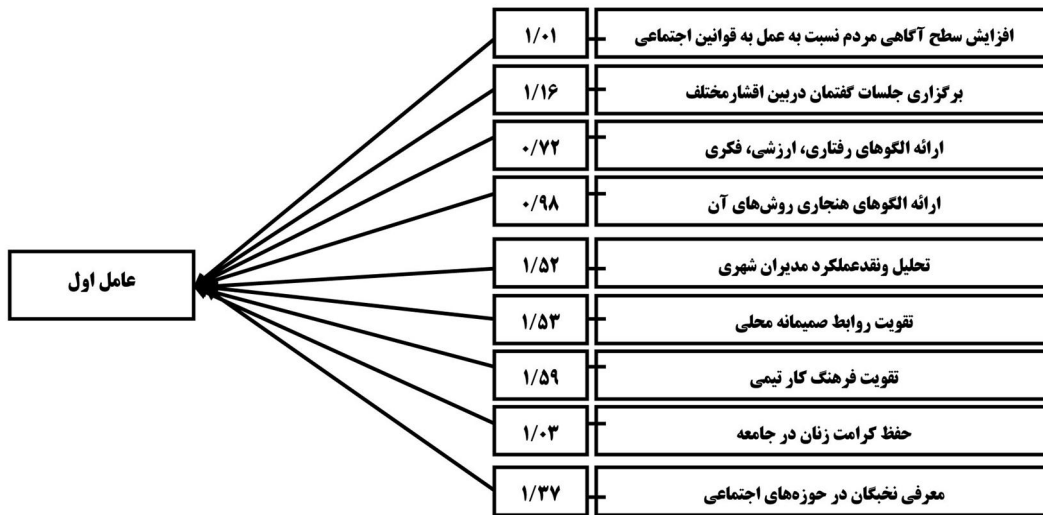 افزایش سطح آگاهی مردم نسبت به عمل به قوانین اجتماعی
۱/۰۱
برگزاری جلسات گفتمان دربین اقشارمختلف
۱/۱۶
ارائه الگوهای رفتاری، ارزشی، فکری
۰/۷۲
ارائه الگوهای هنجاری روش‌های آن
۰/۹۸
تحلیل ونقدعملکرد مدیران شهری
۱/۵۲
تقویت روابط صمیمانه محلی
۱/۵۳
تقویت فرهنگ کار تیمی
۱/۵۹
حفظ کرامت زنان در جامعه
۱/۰۳
معرفی نخبگان در حوزه‌های اجتماعی
۱/۳۷
عامل اول